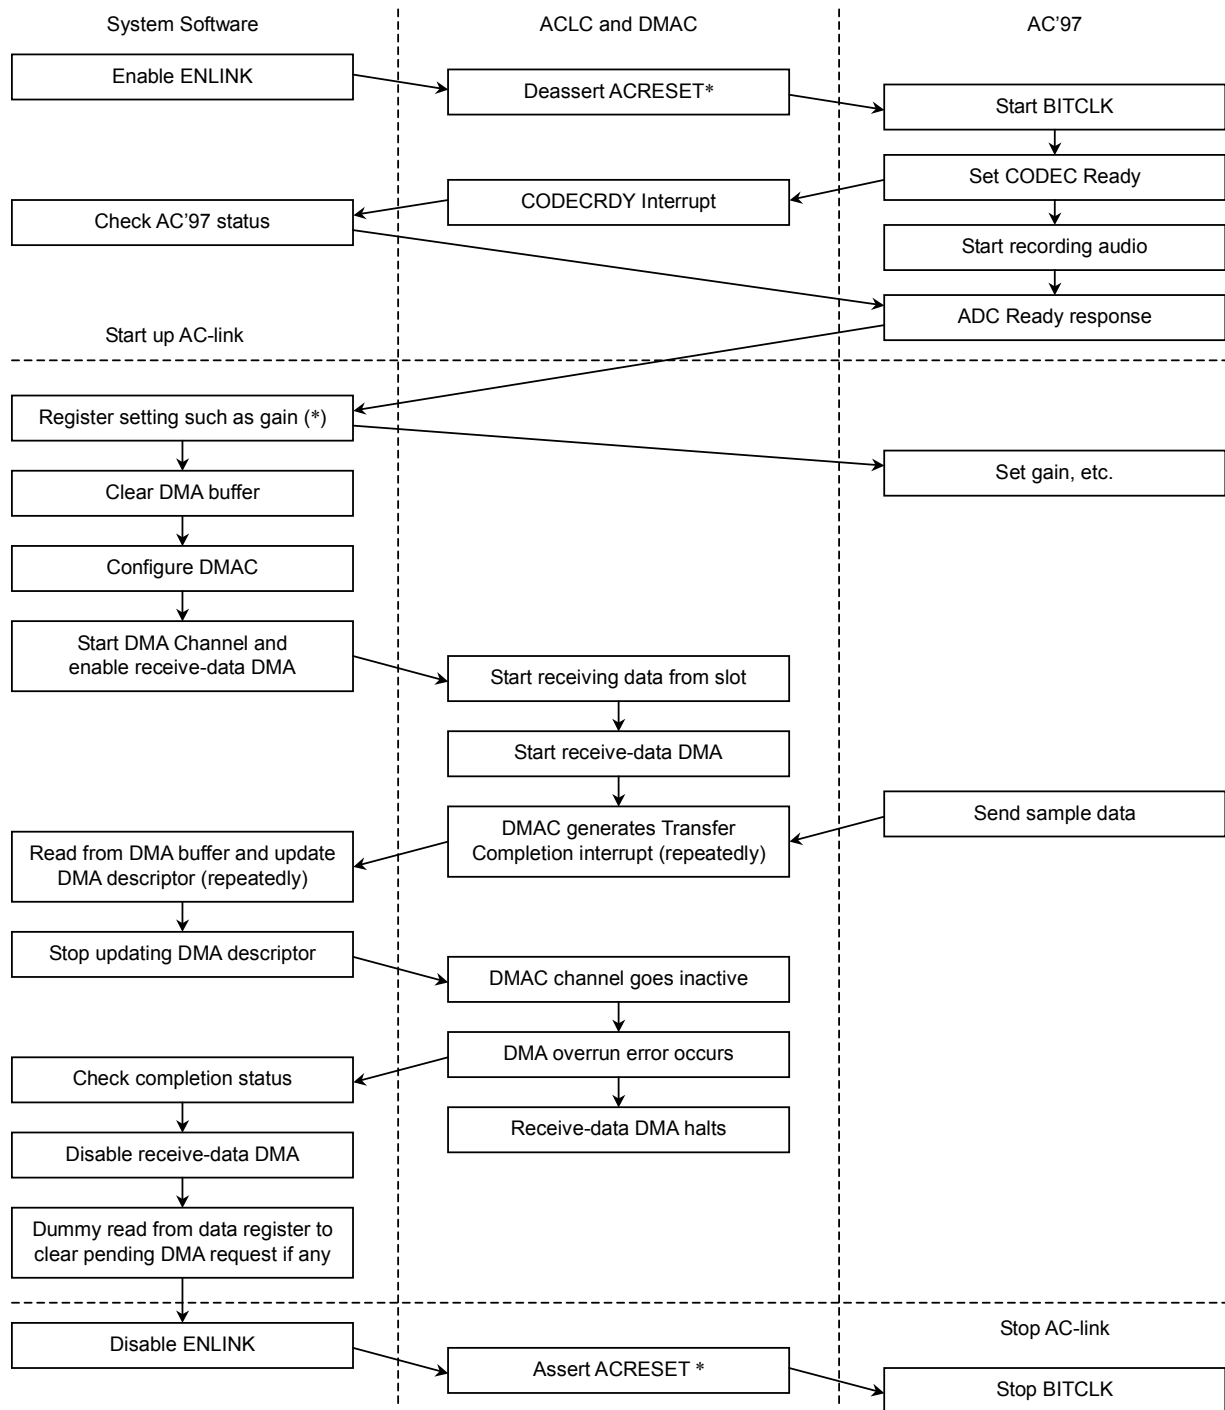 System Software
ACLC and DMAC
AC’97
Enable ENLINK
Deassert ACRESET*
Start BITCLK
Set CODEC Ready
CODECRDY Interrupt
Check AC’97 status
Start recording audio
ADC Ready response
Start up AC-link
Register setting such as gain (*)
Set gain, etc.
Clear DMA buffer
Configure DMAC
Start DMA Channel and
enable receive-data DMA
Start receiving data from slot
Start receive-data DMA
Send sample data
DMAC generates Transfer
Completion interrupt (repeatedly)
Read from DMA buffer and update
DMA descriptor (repeatedly)
Stop updating DMA descriptor
DMAC channel goes inactive
DMA overrun error occurs
Check completion status
Receive-data DMA halts
Disable receive-data DMA
Dummy read from data register to
clear pending DMA request if any
Disable ENLINK
Stop AC-link
Assert ACRESET *
Stop BITCLK